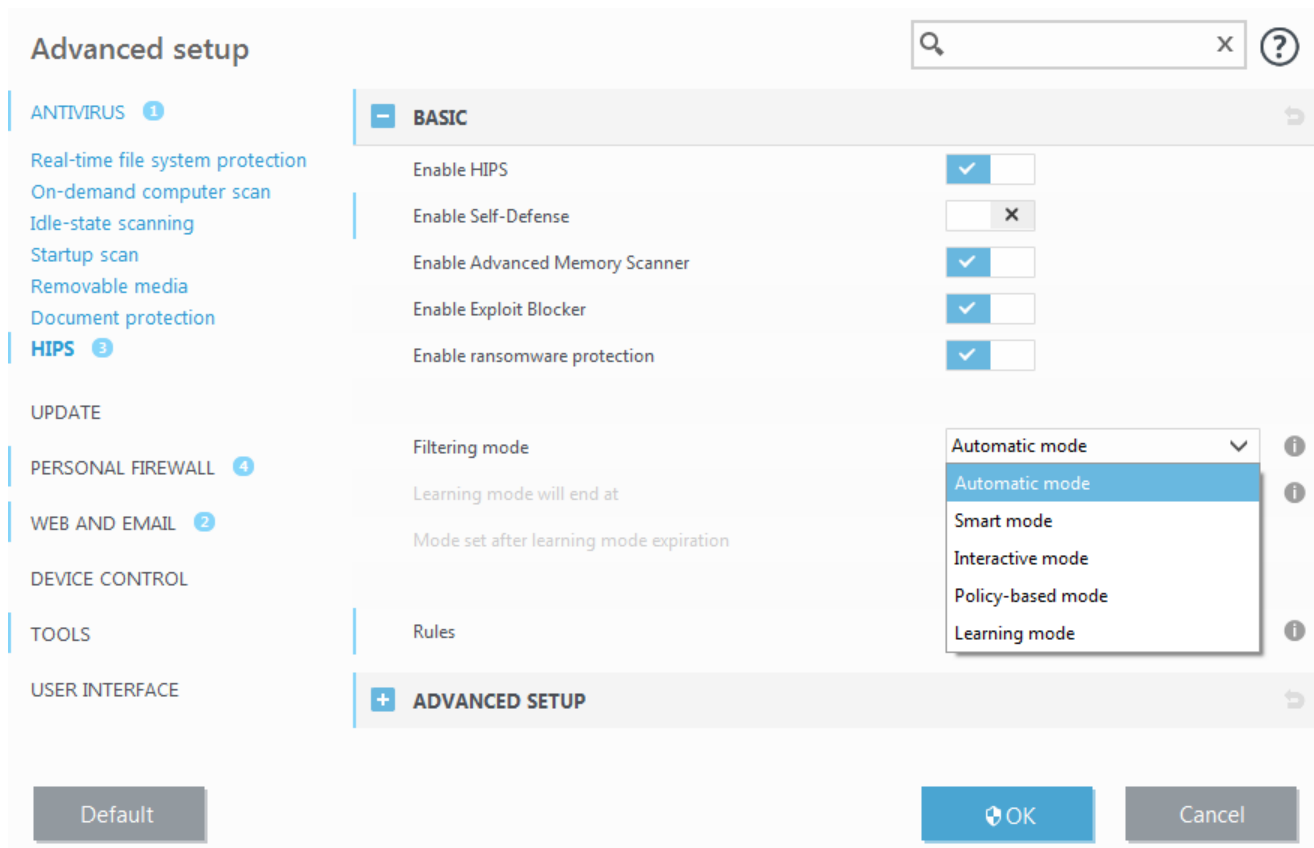 Advanced setup
X
?
ANTIVIRUS 1
Real-time file system protection
On-demand computer scan
Idle-state scanning
Startup scan
Removable media
Document protection
HIPS 3
UPDATE
PERSONAL FIREWALL 4
WEB AND EMAIL 2
DEVICE CONTROL
TOOLS
USER INTERFACE
BASIC
Enable HIPS
Enable Self-Defense
Enable Advanced Memory Scanner
Enable Exploit Blocker
Enable ransomware protection
Filtering mode
Automatic mode
Automatic mode
Smart mode
Interactive mode
Policy-based mode
Learning mode
Learning mode will end at
Mode set after learning mode expiration
Rules
ADVANCED SETUP
Default
OK
Cancel